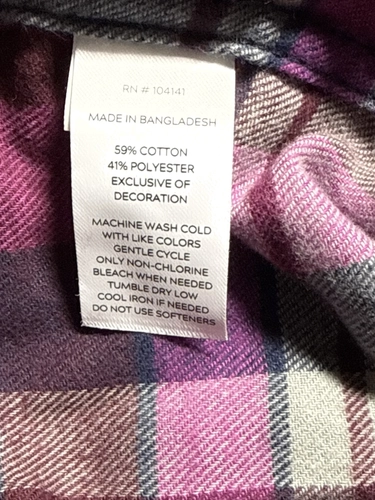 RN # 104141
MADE IN BANGLADESH
59% COTTON
41% POLYESTER
EXCLUSIVE OF
DECORATION
MACHINE WASH COLD
WITH LIKE COLORS
GENTLE CYCLE
ONLY NON-CHLORINE
BLEACH WHEN NEEDED
TUMBLE DRY LOW
COOL IRON IF NEEDED
DO NOT USE SOFTENERS